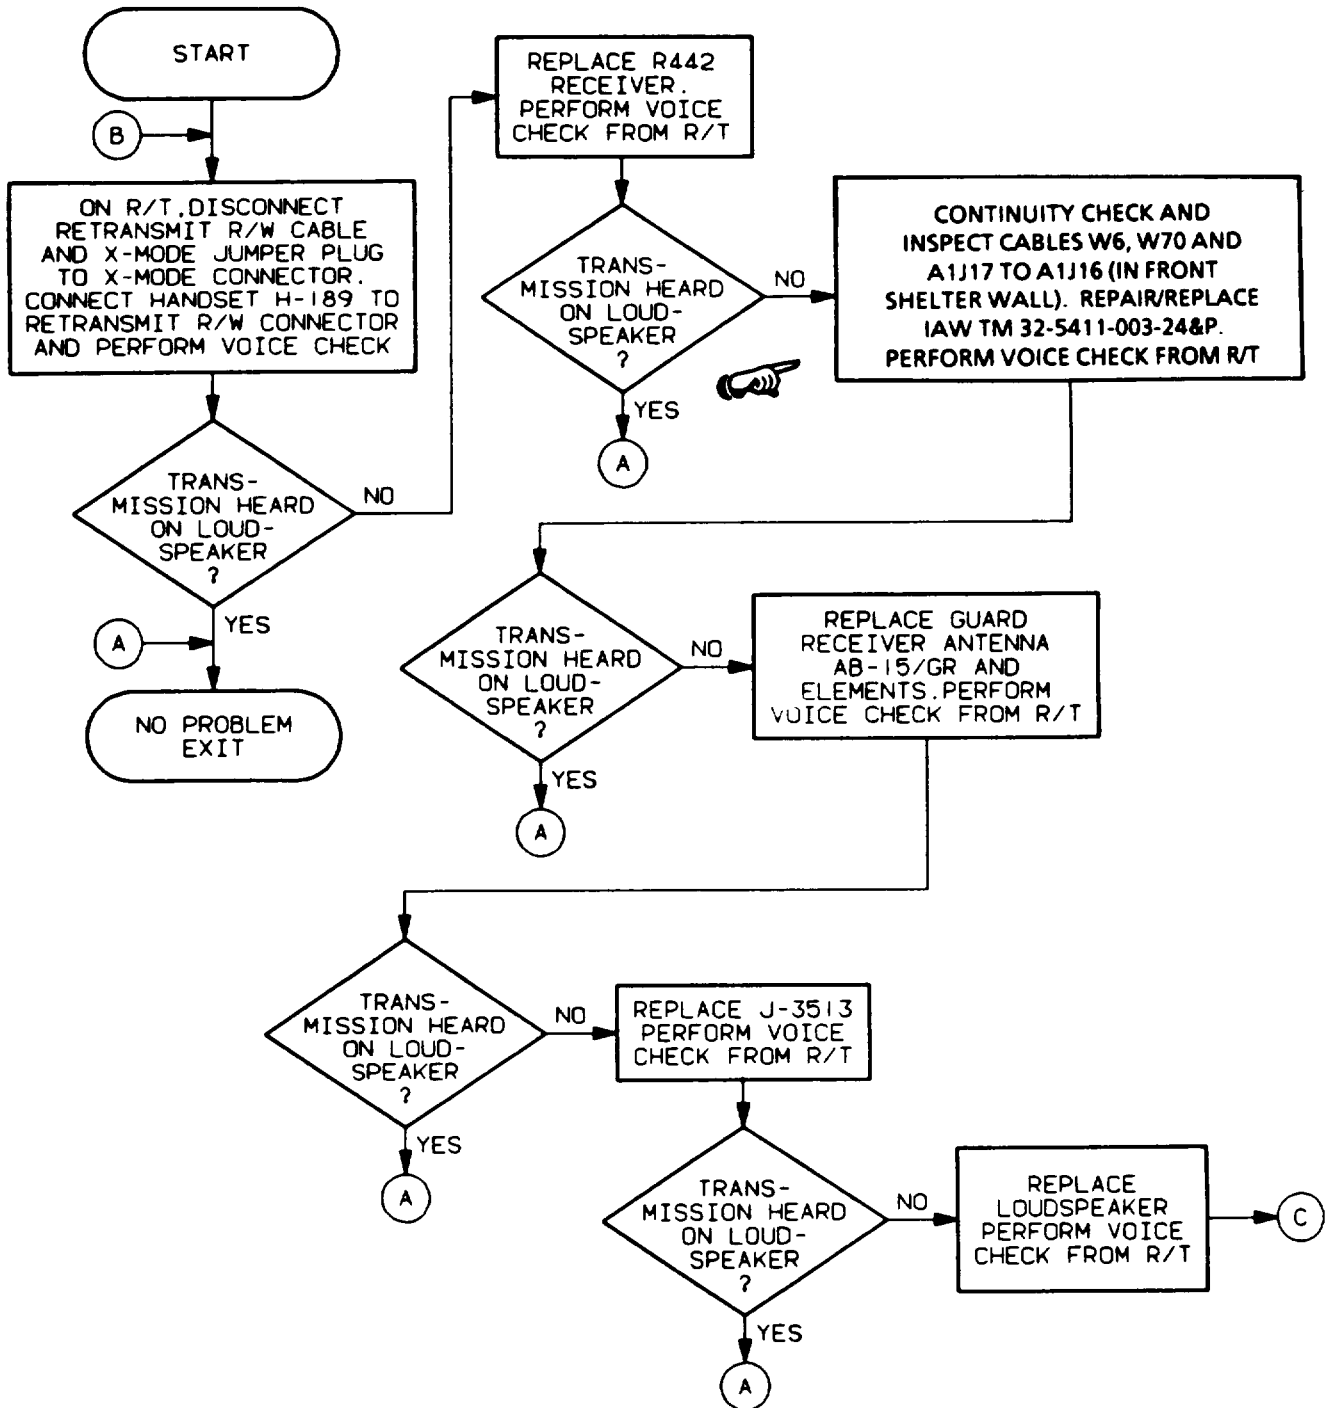 START
B
ON R/T,DISCONNECT
RETRANSMIT R/W CABLE
AND X-MODE JUMPER PLUG
TO X-MODE CONNECTOR.
CONNECT HANDSET H-189 TO
RETRANSMIT R/W CONNECTOR
AND PERFORM VOICE CHECK
TRANS-
MISSION HEARD
ON LOUD-
SPEAKER
?
NO
YES
A
NO PROBLEM
EXIT
REPLACE R442
RECEIVER.
PERFORM VOICE
CHECK FROM R/T
TRANS-
MISSION HEARD
ON LOUD-
SPEAKER
?
NO
YES
A
CONTINUITY CHECK AND
INSPECT CABLES W6, W70 AND
A1J17 TO A1J16 (IN FRONT
SHELTER WALL). REPAIR/REPLACE
IAW TM 32-5411-003-24&P.
PERFORM VOICE CHECK FROM R/T
TRANS-
MISSION HEARD
ON LOUD-
SPEAKER
?
NO
YES
A
REPLACE GUARD
RECEIVER ANTENNA
AB-15/GR AND
ELEMENTS.PERFORM
VOICE CHECK FROM R/T
TRANS-
MISSION HEARD
ON LOUD-
SPEAKER
?
NO
YES
A
REPLACE J-3513
PERFORM VOICE
CHECK FROM R/T
TRANS-
MISSION HEARD
ON LOUD-
SPEAKER
?
NO
YES
A
REPLACE
LOUDSPEAKER
PERFORM VOICE
CHECK FROM R/T
C